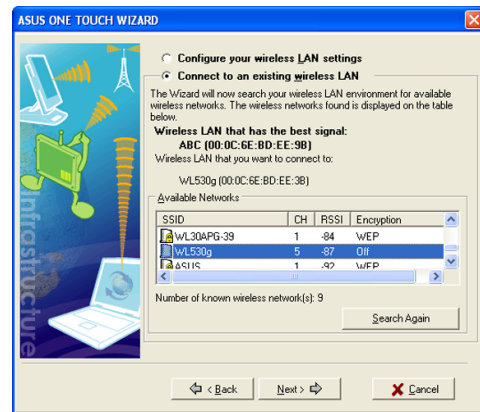 ASUS ONE TOUCH WIZARD
Configure your wireless LAN settings
Connect to an existing wireless LAN
The Wizard will now search your wireless LAN environment for available
wireless networks. The wireless networks found is displayed on the table
below.
Wireless LAN that has the best signal:
ABC (00:0C:6E:BD:EE:9B)
Wireless LAN that you want to connect to:
WL530g (00:0C:6E:BD:EE:3B)
Available Networks
SSID CH RSSI Encryption
WL30APG-39 1 -84 WEP
WL530g 5 -87 Off
ASUS 1 -92 WEP
Number of known wireless network(s): 9
Search Again
Infrastructure
< Back Next > Cancel